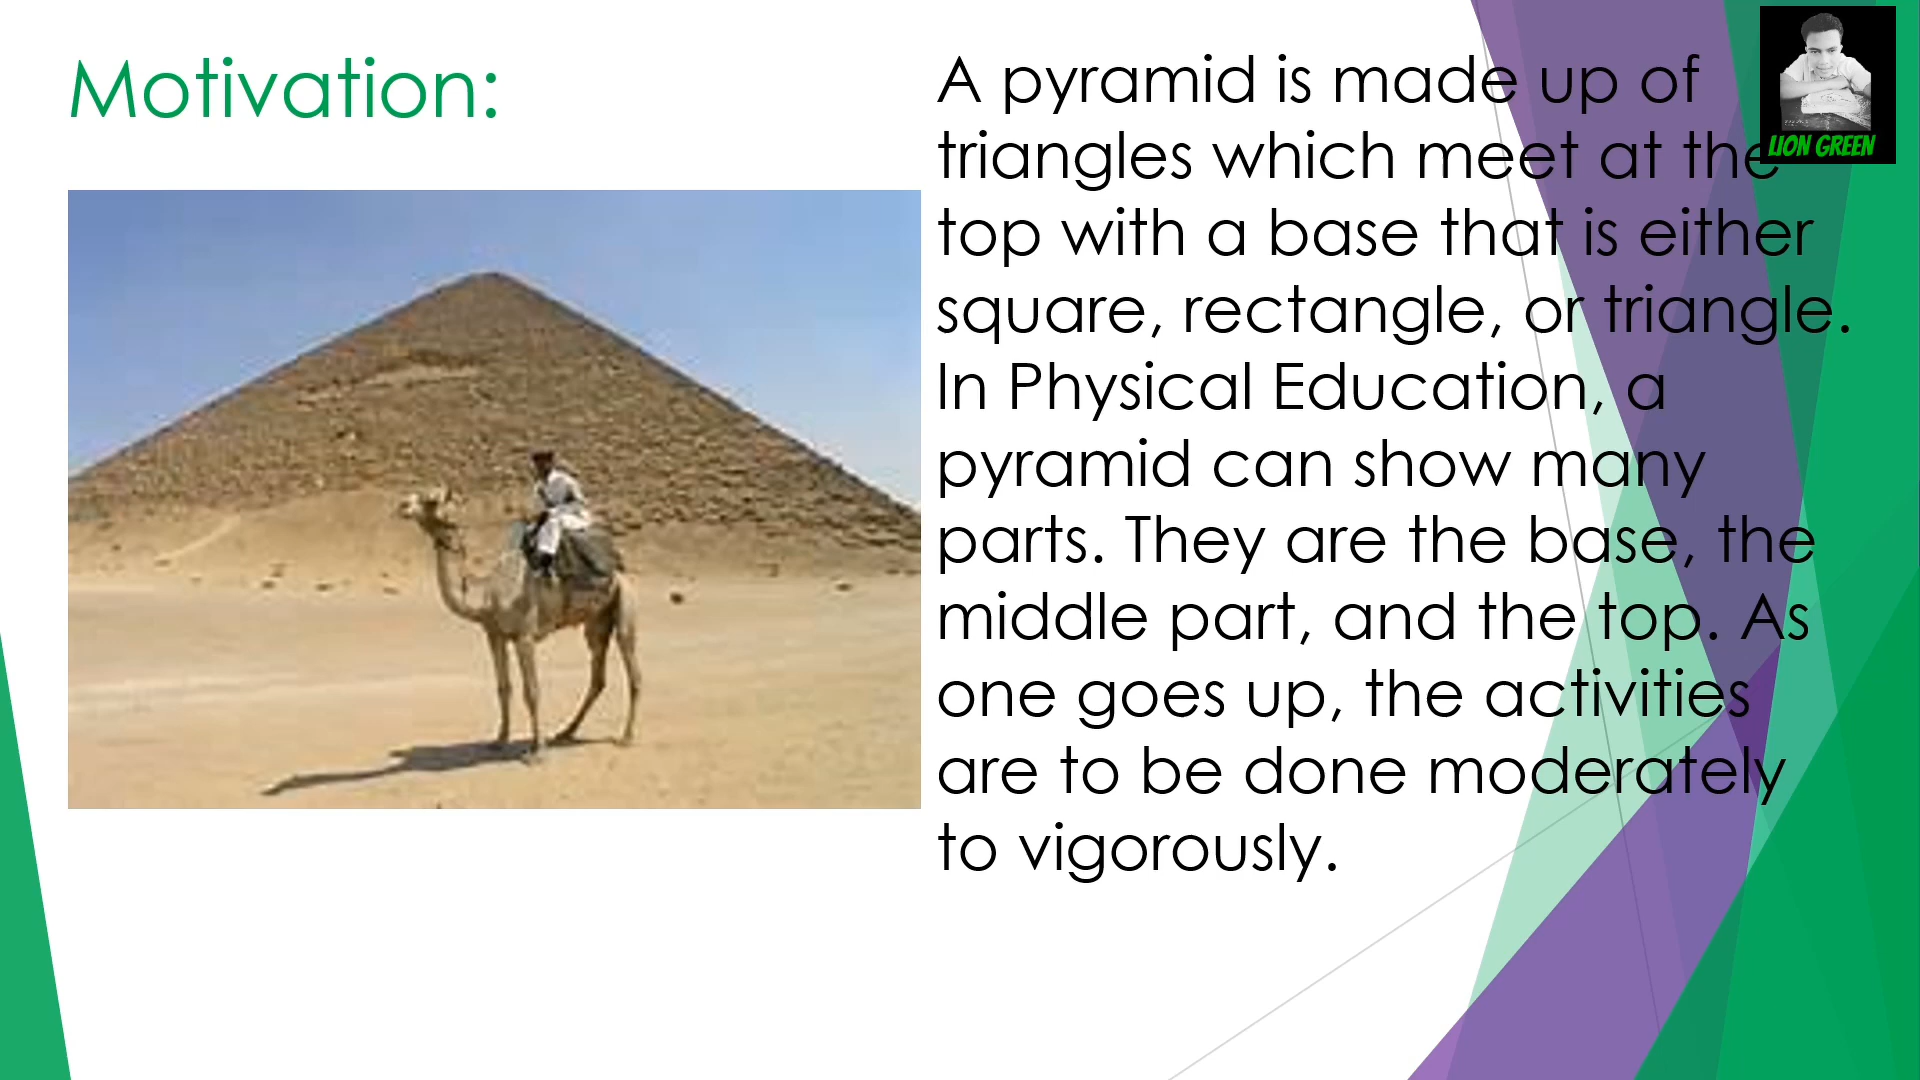 Motivation:
A pyramid is made up of
triangles which meet at the
top with a base that is either
square, rectangle, or triangle.
In Physical Education, a
pyramid can show many
parts. They are the base, the
middle part, and the top. As
one goes up, the activities
are to be done moderately
to vigorously.
LION GREEN